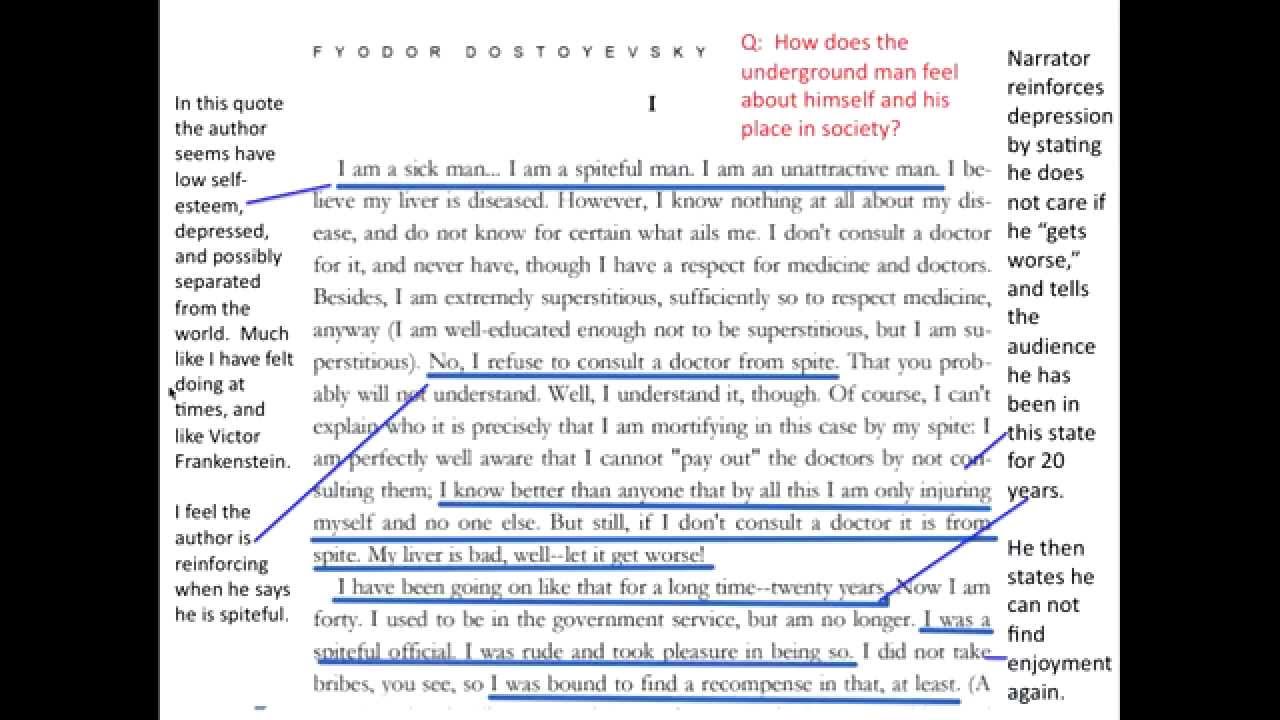 FYODOR DOSTOYEVSKY
Q: How does the
underground man feel
about himself and his
place in society?
I
In this quote
the author
seems have
low self-
esteem,
depressed,
and possibly
separated
from the
world. Much
like I have felt
doing at
times, and
like Victor
Frankenstein.
I feel the
author is
reinforcing
when he says
he is spiteful.
I am a sick man... I am a spiteful man. I am an unattractive man. I be-
lieve my liver is diseased. However, I know nothing at all about my dis-
ease, and do not know for certain what ails me. I don't consult a doctor
for it, and never have, though I have a respect for medicine and doctors.
Besides, I am extremely superstitious, sufficiently so to respect medicine,
anyway (I am well-educated enough not to be superstitious, but I am su-
perstitious). No, I refuse to consult a doctor from spite. That you prob-
ably will not understand. Well, I understand it, though. Of course, I can't
explain who it is precisely that I am mortifying in this case by my spite: I
am perfectly well aware that I cannot "pay out" the doctors by not con-
sulting them; I know better than anyone that by all this I am only injuring
myself and no one else. But still, if I don't consult a doctor it is from
spite. My liver is bad, well--let it get worse!
I have been going on like that for a long time--twenty years. Now I am
forty. I used to be in the government service, but am no longer. I was a
spiteful official. I was rude and took pleasure in being so. I did not take
bribes, you see, so I was bound to find a recompense in that, at least. (A
Narrator
reinforces
depression
by stating
he does
not care if
he “gets
worse,”
and tells
the
audience
he has
been in
this state
for 20
years.
He then
states he
can not
find
enjoyment
again.